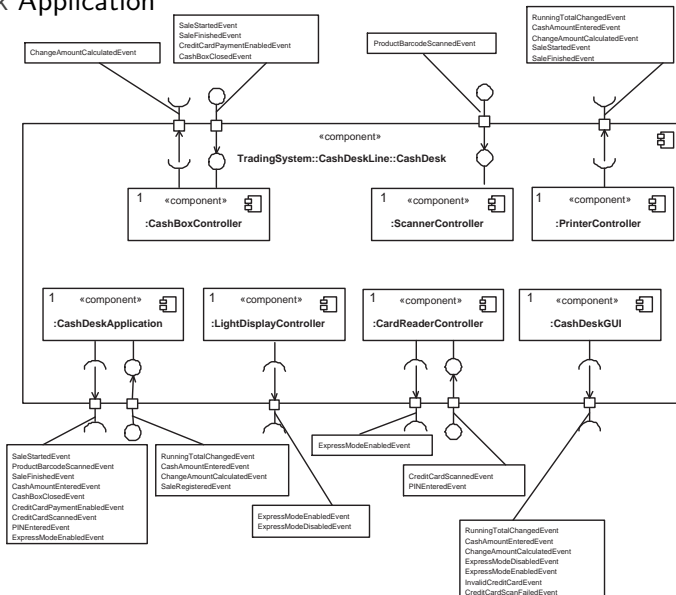 Application
SaleStartedEvent
SaleFinishedEvent
CreditCardPaymentEnabledEvent
CashBoxClosedEvent
ChangeAmountCalculatedEvent
ProductBarcodeScannedEvent
RunningTotalChangedEvent
CashAmountEnteredEvent
ChangeAmountCalculatedEvent
SaleStartedEvent
SaleFinishedEvent
«component»
TradingSystem::CashDeskLine::CashDesk
1 «component»
:CashBoxController
1 «component»
:ScannerController
1 «component»
:PrinterController
1 «component»
:CashDeskApplication
1 «component»
:LightDisplayController
1 «component»
:CardReaderController
1 «component»
:CashDeskGUI
SaleStartedEvent
ProductBarcodeScannedEvent
SaleFinishedEvent
CashAmountEnteredEvent
CashBoxClosedEvent
CreditCardPaymentEnabledEvent
CreditCardScannedEvent
PINEnteredEvent
ExpressModeEnabledEvent
RunningTotalChangedEvent
CashAmountEnteredEvent
ChangeAmountCalculatedEvent
SaleRegisteredEvent
ExpressModeEnabledEvent
ExpressModeDisabledEvent
ExpressModeEnabledEvent
CreditCardScannedEvent
PINEnteredEvent
RunningTotalChangedEvent
CashAmountEnteredEvent
ChangeAmountCalculatedEvent
ExpressModeDisabledEvent
ExpressModeEnabledEvent
InvalidCreditCardEvent
CreditCardScanFailedEvent